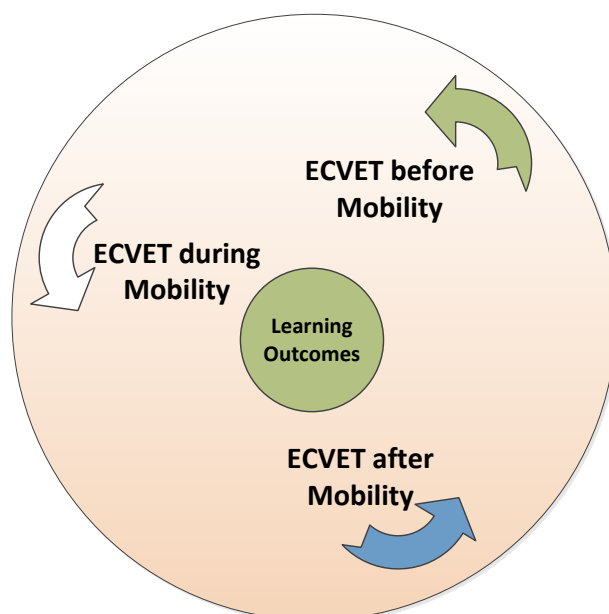 ECVET before
Mobility
ECVET during
Mobility
Learning
Outcomes
ECVET after
Mobility